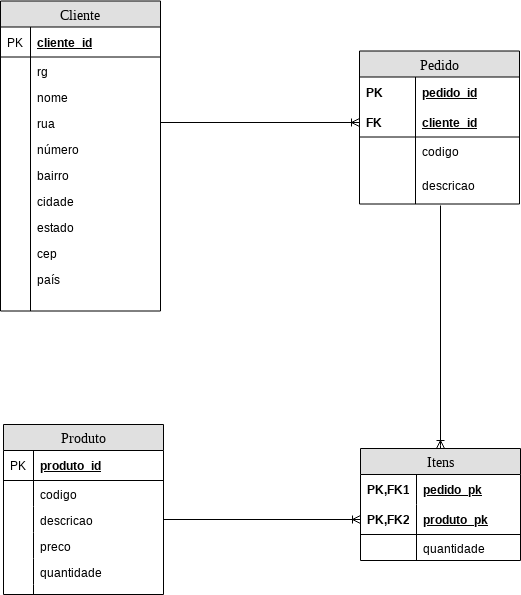 Cliente
PK cliente_id
rg
nome
rua
número
bairro
cidade
estado
cep
país
Pedido
PK pedido_id
FK cliente_id
codigo
descricao
Produto
PK produto_id
codigo
descricao
preco
quantidade
Itens
PK,FK1 pedido_pk
PK,FK2 produto_pk
quantidade